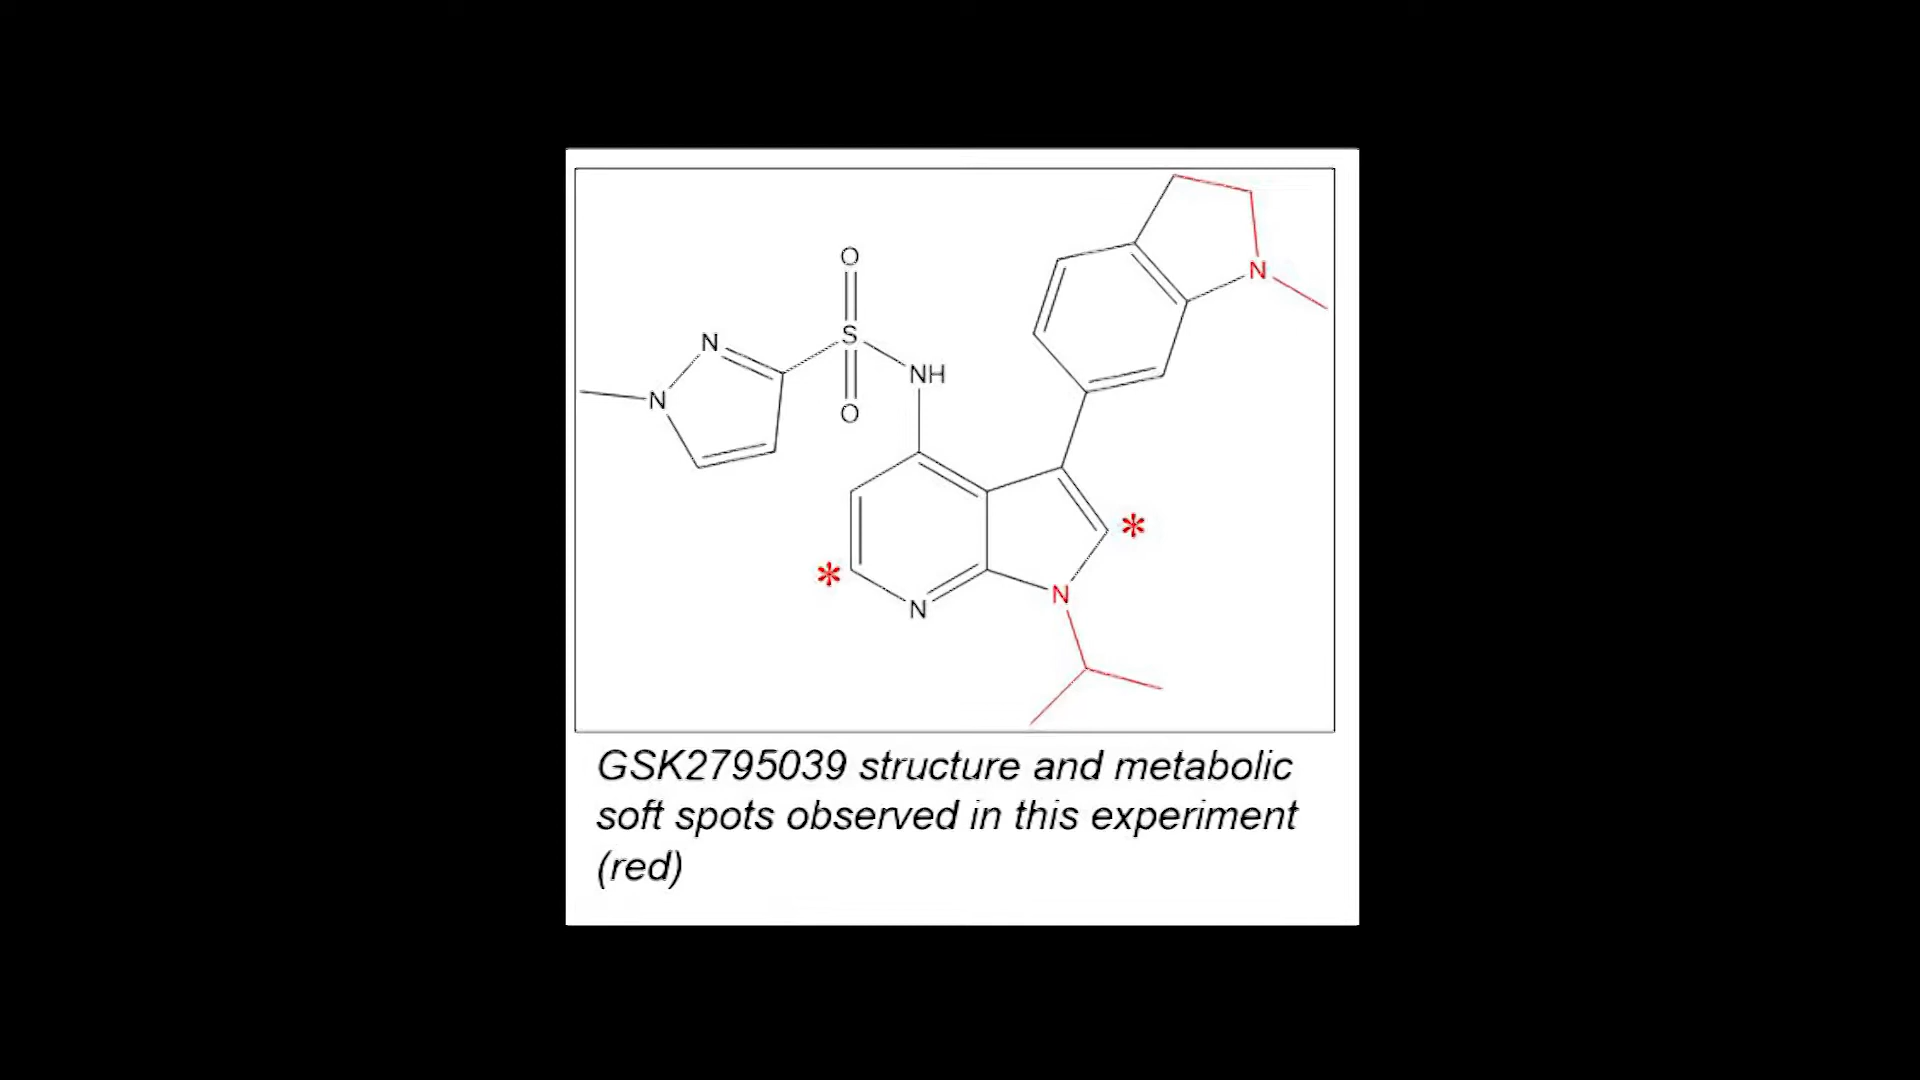 O
S
O
NH
N
N
N
*
*
N
N
GSK2795039 structure and metabolic
soft spots observed in this experiment
(red)